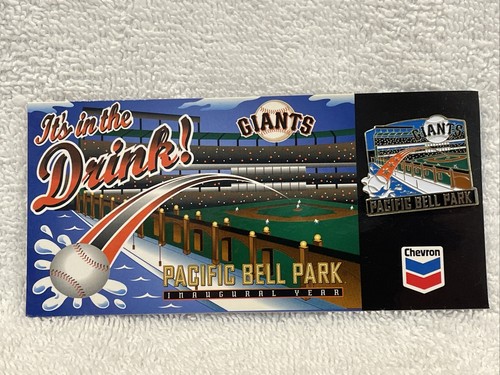 It's in the
Drink!
GIANTS
PACIFIC BELL PARK
INAUGURAL YEAR
GIANTS
PACIFIC BELL PARK
Chevron